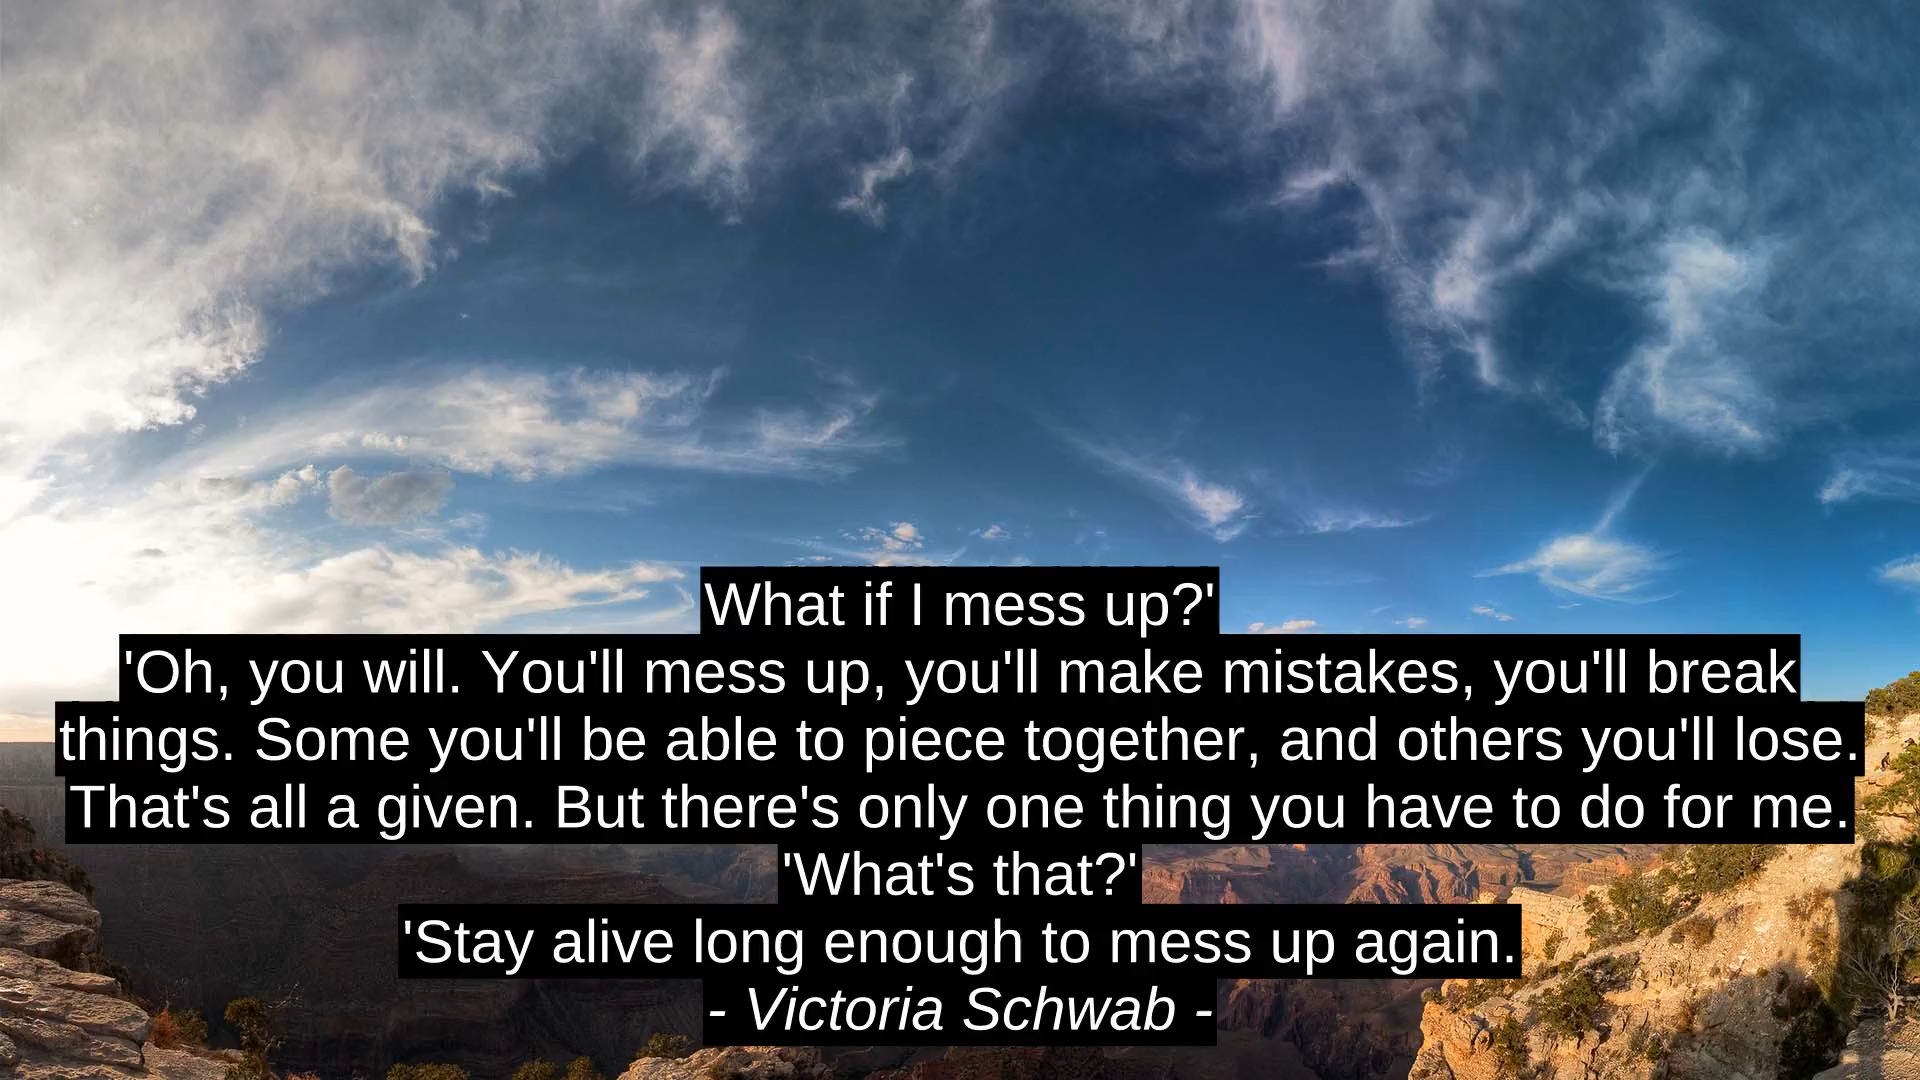 What if I mess up?'
'Oh, you will. You'll mess up, you'll make mistakes, you'll break
things. Some you'll be able to piece together, and others you'll lose.
That's all a given. But there's only one thing you have to do for me.
'What's that?'
'Stay alive long enough to mess up again.
- Victoria Schwab -